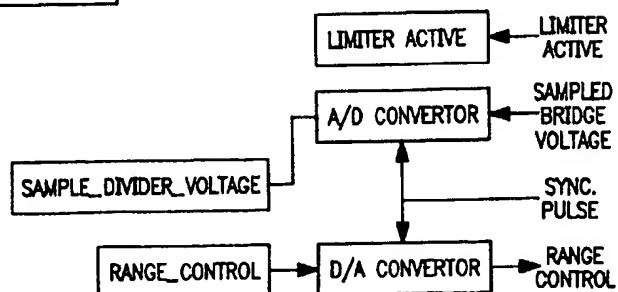 LIMITER ACTIVE
LIMITER
ACTIVE
A/D CONVERTOR
SAMPLED
BRIDGE
VOLTAGE
SAMPLE_DIVIDER_VOLTAGE
SYNC.
PULSE
RANGE_CONTROL
D/A CONVERTOR
RANGE
CONTROL